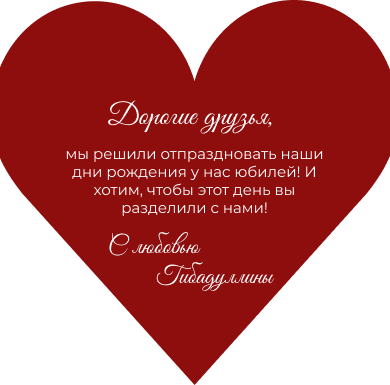 Дорогие друзья,
мы решили отпраздновать наши
дни рождения у нас юбилей! И
хотим, чтобы этот день вы
разделили с нами!
С любовью
Гибадуллины